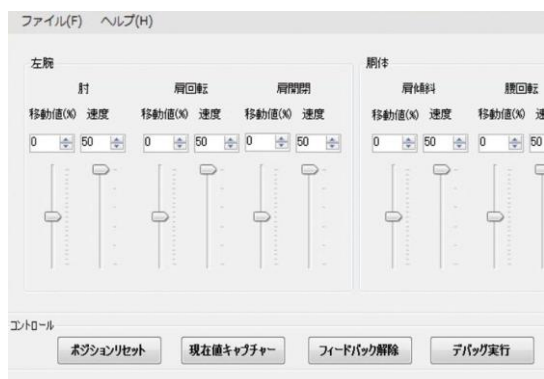 ファイル(F) ヘルプ(H)
左腕 胴体
肘 肩回転 肩開閉 肩傾斜 腰回転
移動値(%) 速度 移動値(%) 速度 移動値(%) 速度 移動値(%) 速度 移動値(%)
0 50 0 50 0 50 0 50 0 50
コントロール
ポジションリセット 現在値キャプチャー フィードバック解除 デバッグ実行